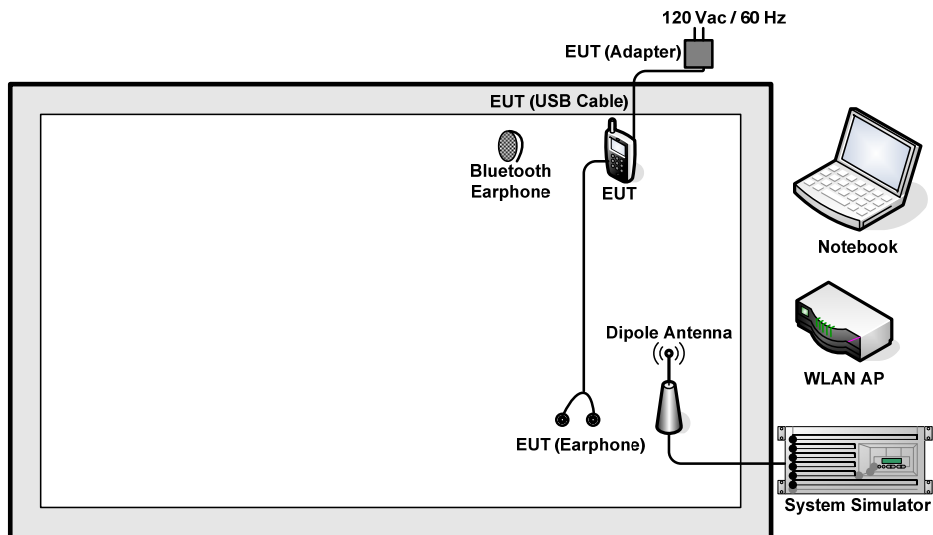 120 Vac / 60 Hz
EUT (Adapter)
EUT (USB Cable)
Bluetooth
Earphone
EUT
Notebook
Dipole Antenna
WLAN AP
EUT (Earphone)
System Simulator